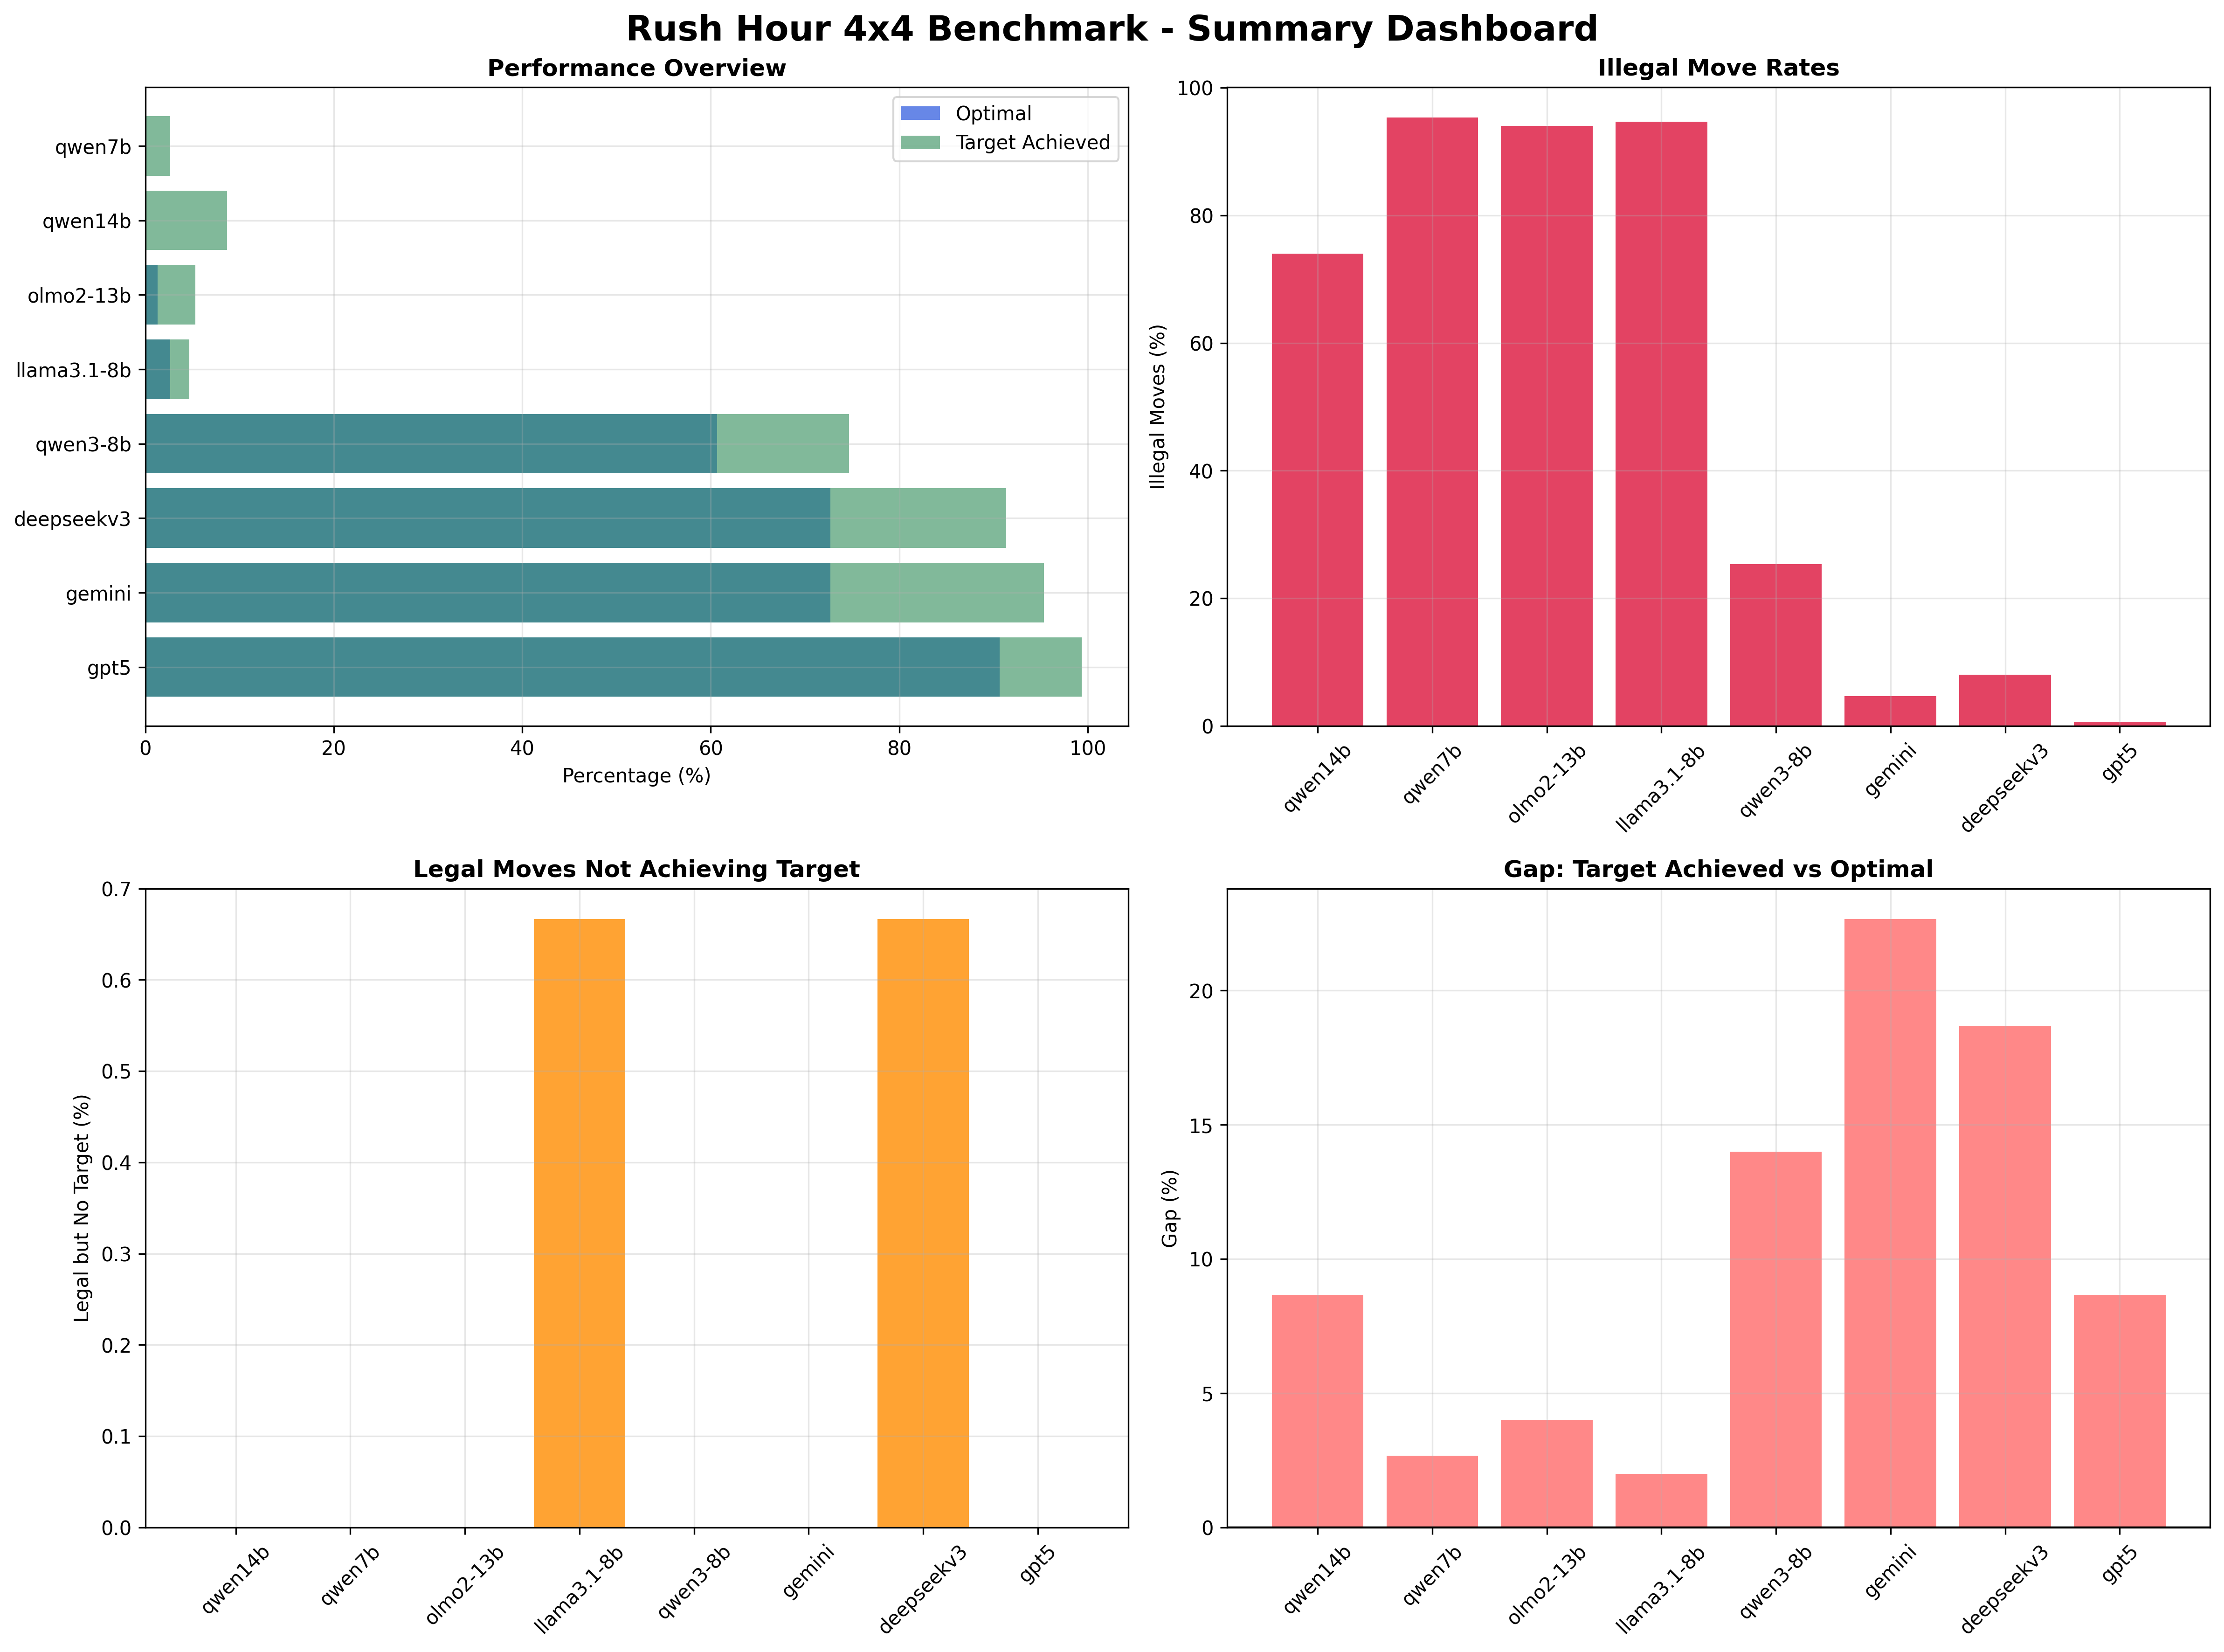 Rush Hour 4x4 Benchmark - Summary Dashboard
Performance Overview
Optimal
Target Achieved
qwen7b
qwen14b
olmo2-13b
llama3.1-8b
qwen3-8b
deepseekv3
gemini
gpt5
0 20 40 60 80 100
Percentage (%)
Illegal Move Rates
Illegal Moves (%)
100
80
60
40
20
0
qwen14b qwen7b olmo2-13b llama3.1-8b qwen3-8b gemini deepseekv3 gpt5
Legal Moves Not Achieving Target
Legal but No Target (%)
0.7
0.6
0.5
0.4
0.3
0.2
0.1
0.0
qwen14b qwen7b olmo2-13b llama3.1-8b qwen3-8b gemini deepseekv3 gpt5
Gap: Target Achieved vs Optimal
Gap (%)
20
15
10
5
0
qwen14b qwen7b olmo2-13b llama3.1-8b qwen3-8b gemini deepseekv3 gpt5